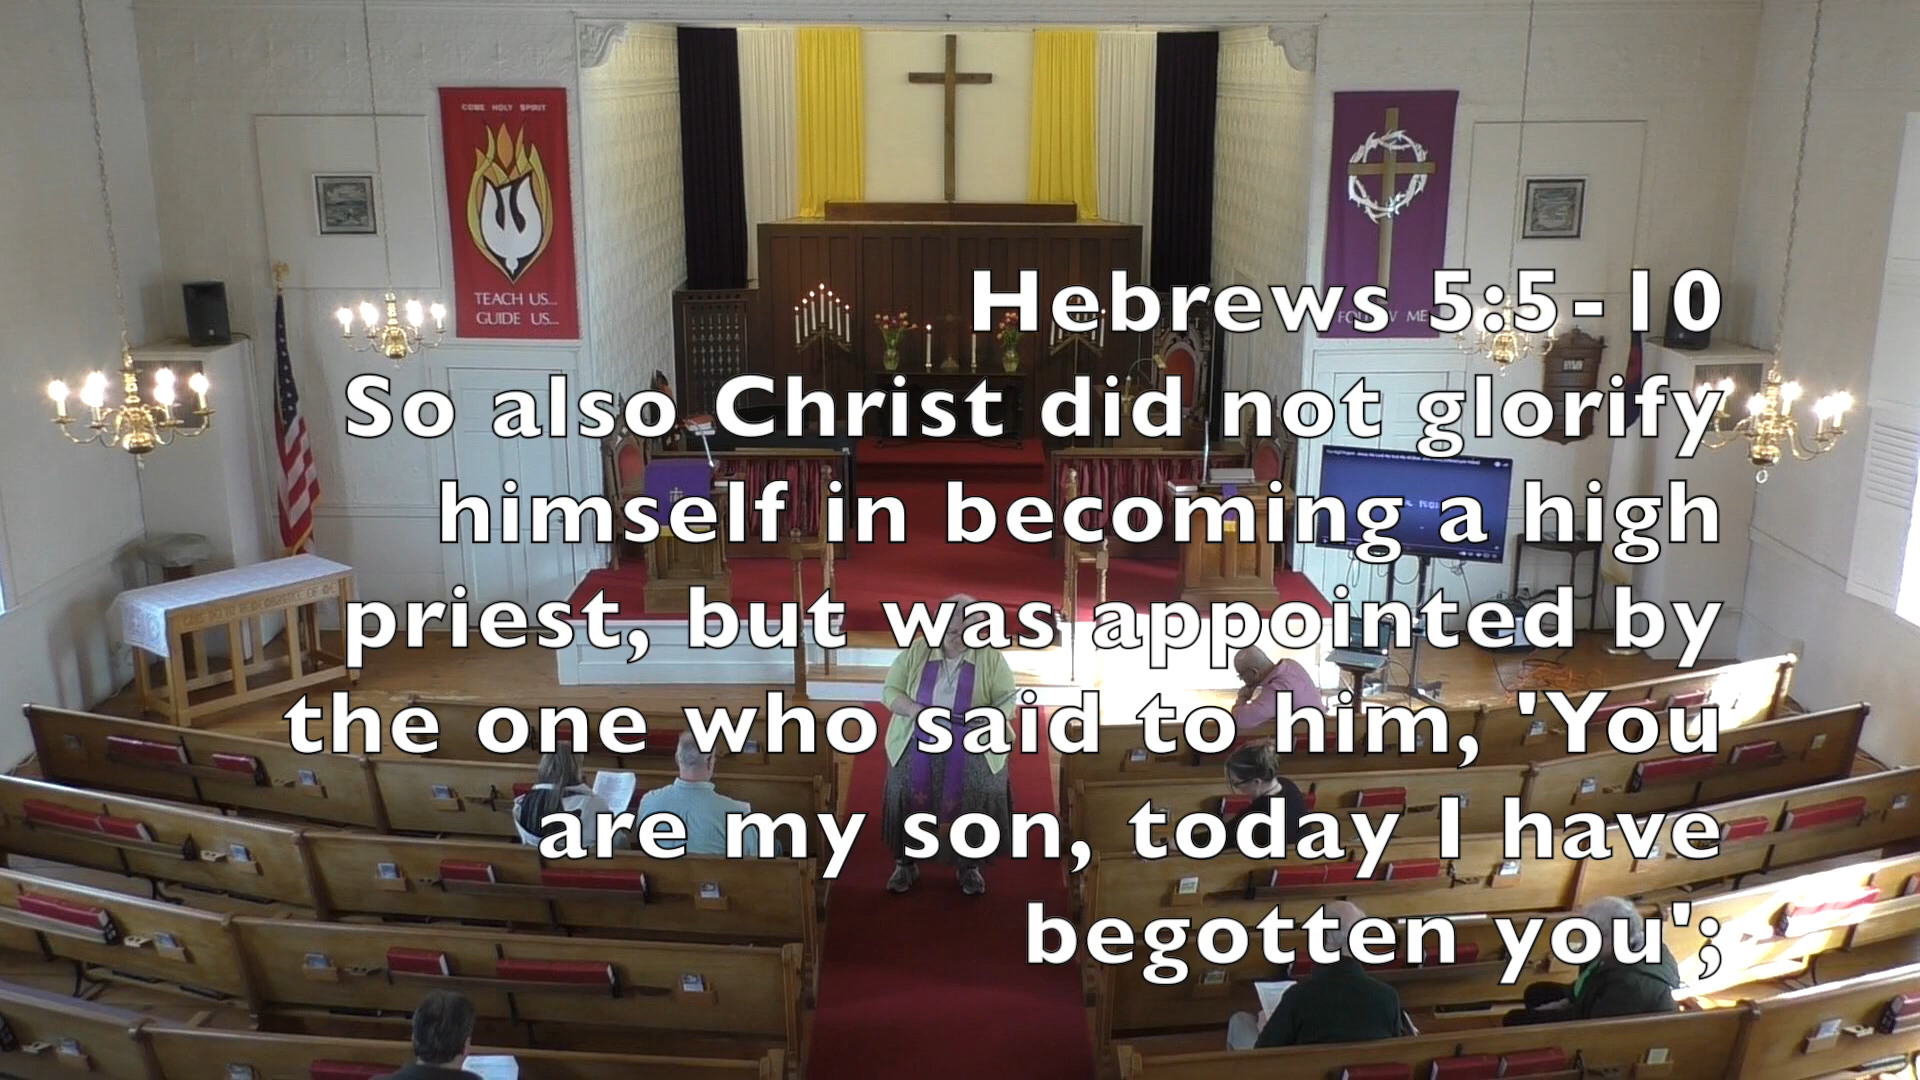 COME HOLY SPIRIT
TEACH US...
GUIDE US...
Hebrews 5:5-10
So also Christ did not glorify
himself in becoming a high
priest, but was appointed by
the one who said to him, 'You
are my son, today I have
begotten you';